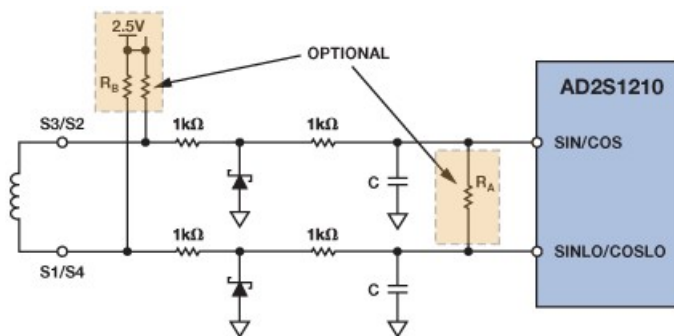 2.5V
OPTIONAL
RB
AD2S1210
S3/S2
1kΩ
1kΩ
SIN/COS
C
RA
1kΩ
1kΩ
SINLO/COSLO
S1/S4
C